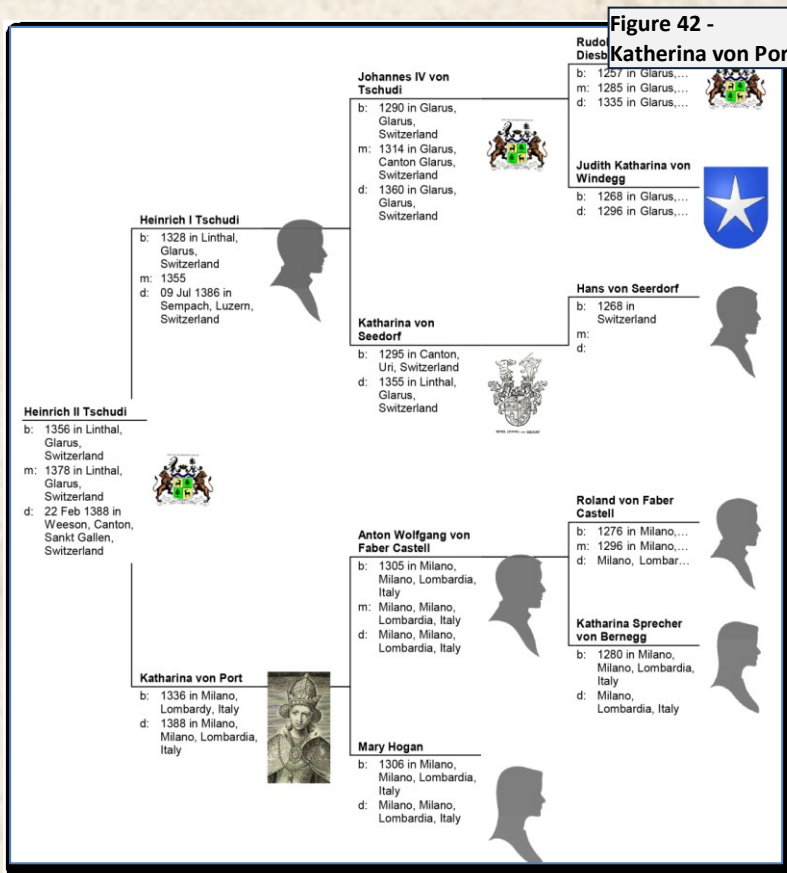 Figure 42 -
Katherina von Por
Rudol
Diesb
b: 1257 in Glarus,…
m: 1285 in Glarus,…
d: 1335 in Glarus,…
Johannes IV von
Tschudi
b: 1290 in Glarus,
Glarus,
Switzerland
m: 1314 in Glarus,
Canton Glarus,
Switzerland
d: 1360 in Glarus,
Glarus,
Switzerland
Judith Katharina von
Windegg
b: 1268 in Glarus,…
d: 1296 in Glarus,…
Heinrich I Tschudi
b: 1328 in Linthal,
Glarus,
Switzerland
m: 1355
d: 09 Jul 1386 in
Sempach, Luzern,
Switzerland
Hans von Seerdorf
b: 1268 in
Switzerland
m:
d:
Katharina von
Seedorf
b: 1295 in Canton,
Uri, Switzerland
d: 1355 in Linthal,
Glarus,
Switzerland
Heinrich II Tschudi
b: 1356 in Linthal,
Glarus,
Switzerland
m: 1378 in Linthal,
Glarus,
Switzerland
d: 22 Feb 1388 in
Weeson, Canton,
Sankt Gallen,
Switzerland
Roland von Faber
Castell
b: 1276 in Milano,…
m: 1296 in Milano,…
d: Milano, Lombar…
Anton Wolfgang von
Faber Castell
b: 1305 in Milano,
Milano, Lombardia,
Italy
m: Milano, Milano,
Lombardia, Italy
d: Milano, Milano,
Lombardia, Italy
Katharina Sprecher
von Bernegg
b: 1280 in Milano,
Milano, Lombardia,
Italy
d: Milano,
Lombardia, Italy
Katharina von Port
b: 1336 in Milano,
Lombardy, Italy
d: 1388 in Milano,
Milano, Lombardia,
Italy
Mary Hogan
b: 1306 in Milano,
Milano, Lombardia,
Italy
d: Milano, Milano,
Lombardia, Italy